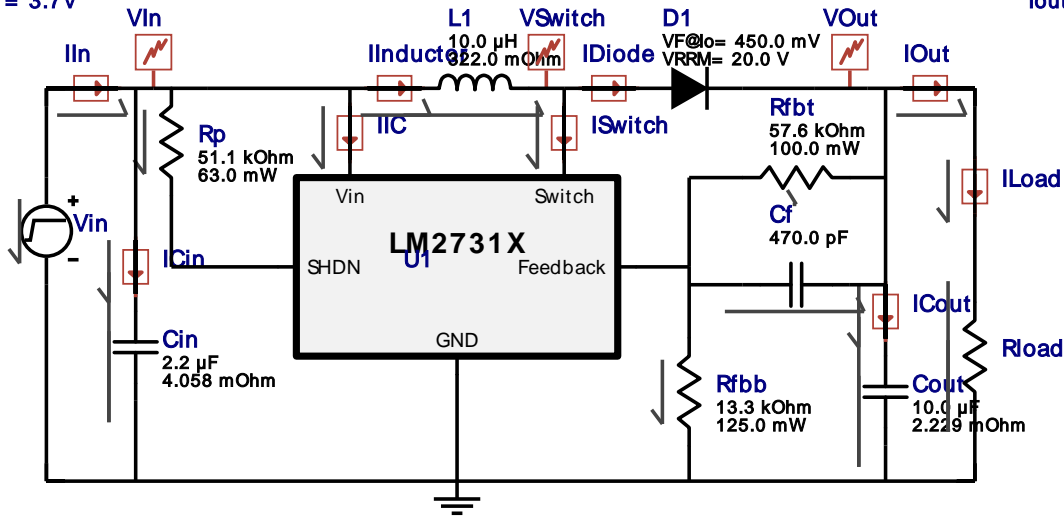 = 3.7V
Iout
VIn
L1
VSwitch
D1
VOut
IIn
IInductor
10.0 µH
322.0 mOhm
IDiode
VF@Io= 450.0 mV
VRRM= 20.0 V
IOut
Rp
51.1 kOhm
63.0 mW
IIC
ISwitch
Rfbt
57.6 kOhm
100.0 mW
ILoad
Vin
Switch
Cf
470.0 pF
+
Vin
-
LM2731X
U1
ICin
SHDN
Feedback
ICout
GND
Cin
2.2 µF
4.058 mOhm
Rload
Rfbb
13.3 kOhm
125.0 mW
Cout
10.0 µF
2.229 mOhm